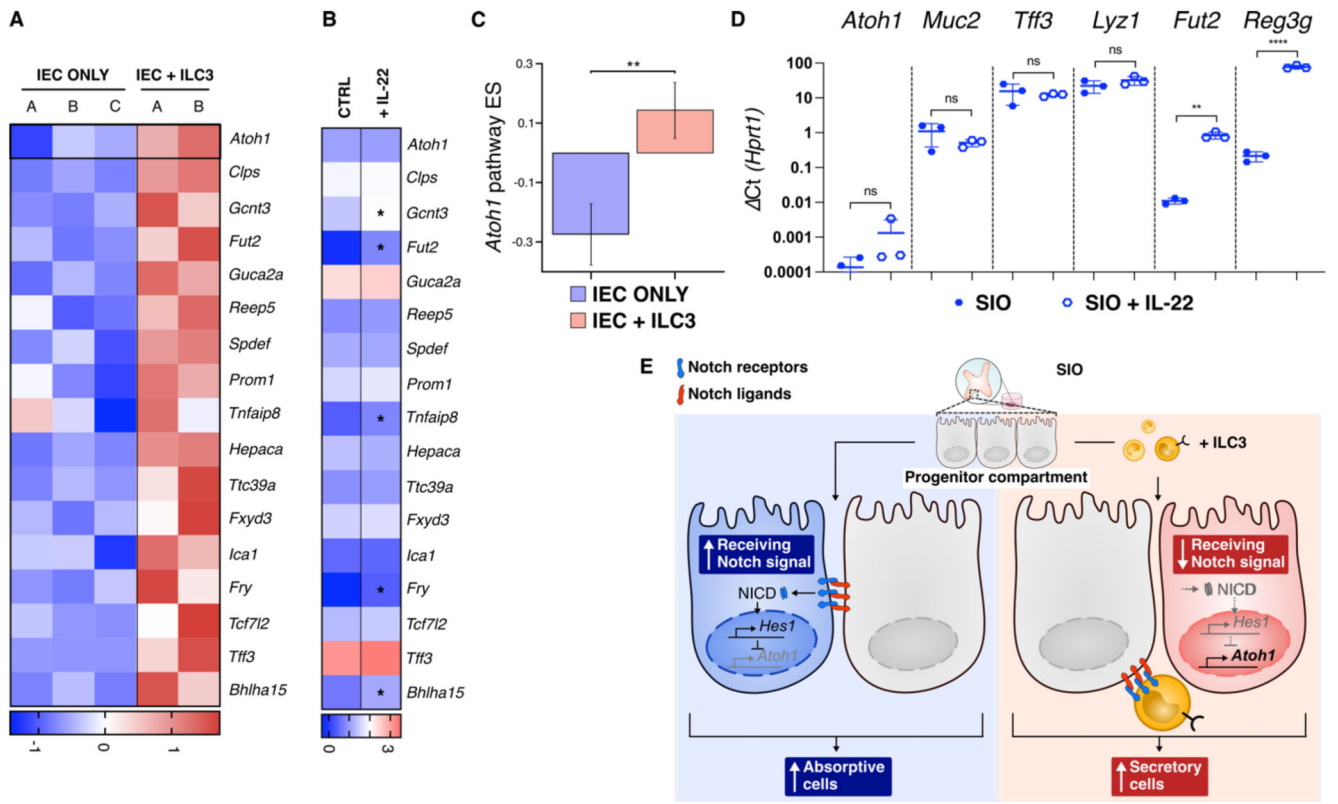 A
IEC ONLY
IEC + ILC3
A
B
C
A
B
Atoh1
Clps
Gcnt3
Fut2
Guca2a
Reep5
Spdef
Prom1
Tnfaip8
Hepaca
Ttc39a
Fxyd3
Ica1
Fry
Tcf7l2
Tff3
Bhlha15
-1
0
1
B
CTRL
+ IL-22
Atoh1
Clps
Gcnt3
*
Fut2
*
Guca2a
Reep5
Spdef
Prom1
Tnfaip8
*
Hepaca
Ttc39a
Fxyd3
Ica1
Fry
*
Tcf7l2
Tff3
Bhlha15
*
0
3
C
Atoh1 pathway ES
0.3
0.1
-0.1
-0.3
**
IEC ONLY
IEC + ILC3
D
Atoh1
Muc2
Tff3
Lyz1
Fut2
Reg3g
ΔCt (Hprt1)
100
10
1
0.1
0.01
0.001
0.0001
ns
ns
ns
ns
**
****
SIO
SIO + IL-22
E
Notch receptors
Notch ligands
SIO
+ ILC3
Progenitor compartment
Receiving
Notch signal
NICD
Hes1
Atoh1
Absorptive
cells
Receiving
Notch signal
NICD
Hes1
Atoh1
Secretory
cells